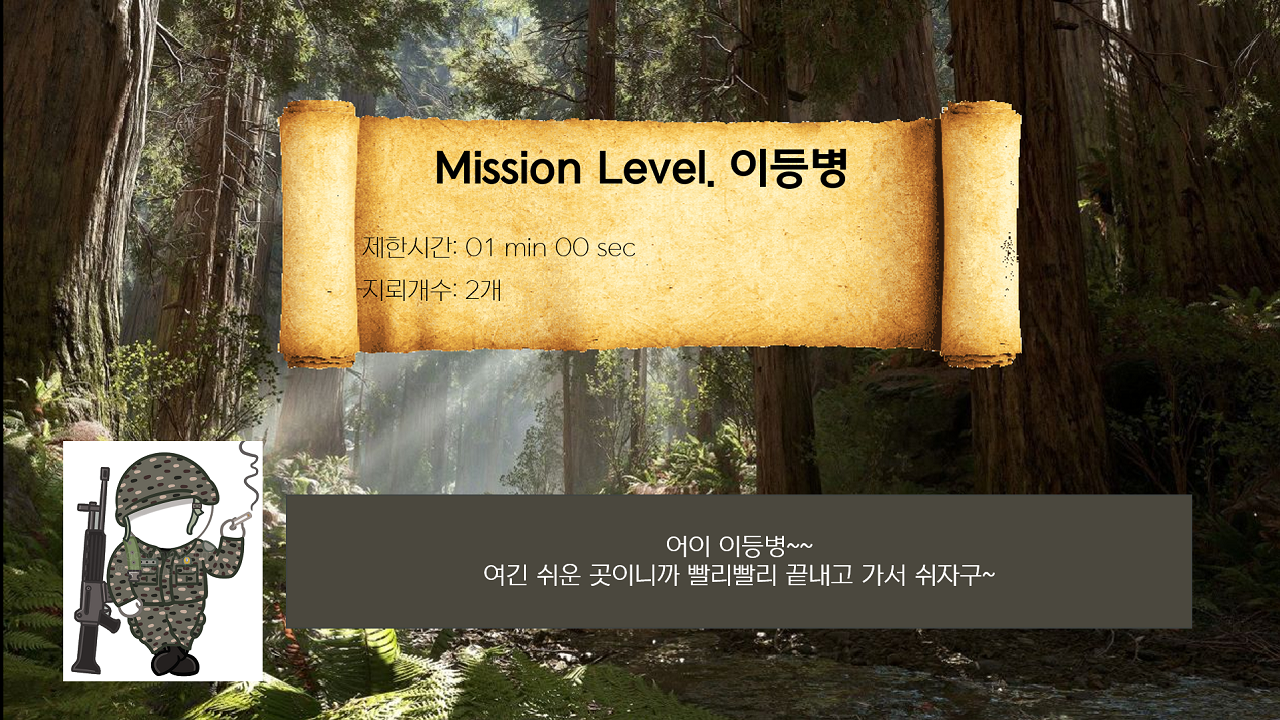 Mission Level. 이등병
제한시간: 01 min 00 sec
지뢰개수: 2개
어이 이등병~~
여긴 쉬운 곳이니까 빨리빨리 끝내고 가서 쉬자구~